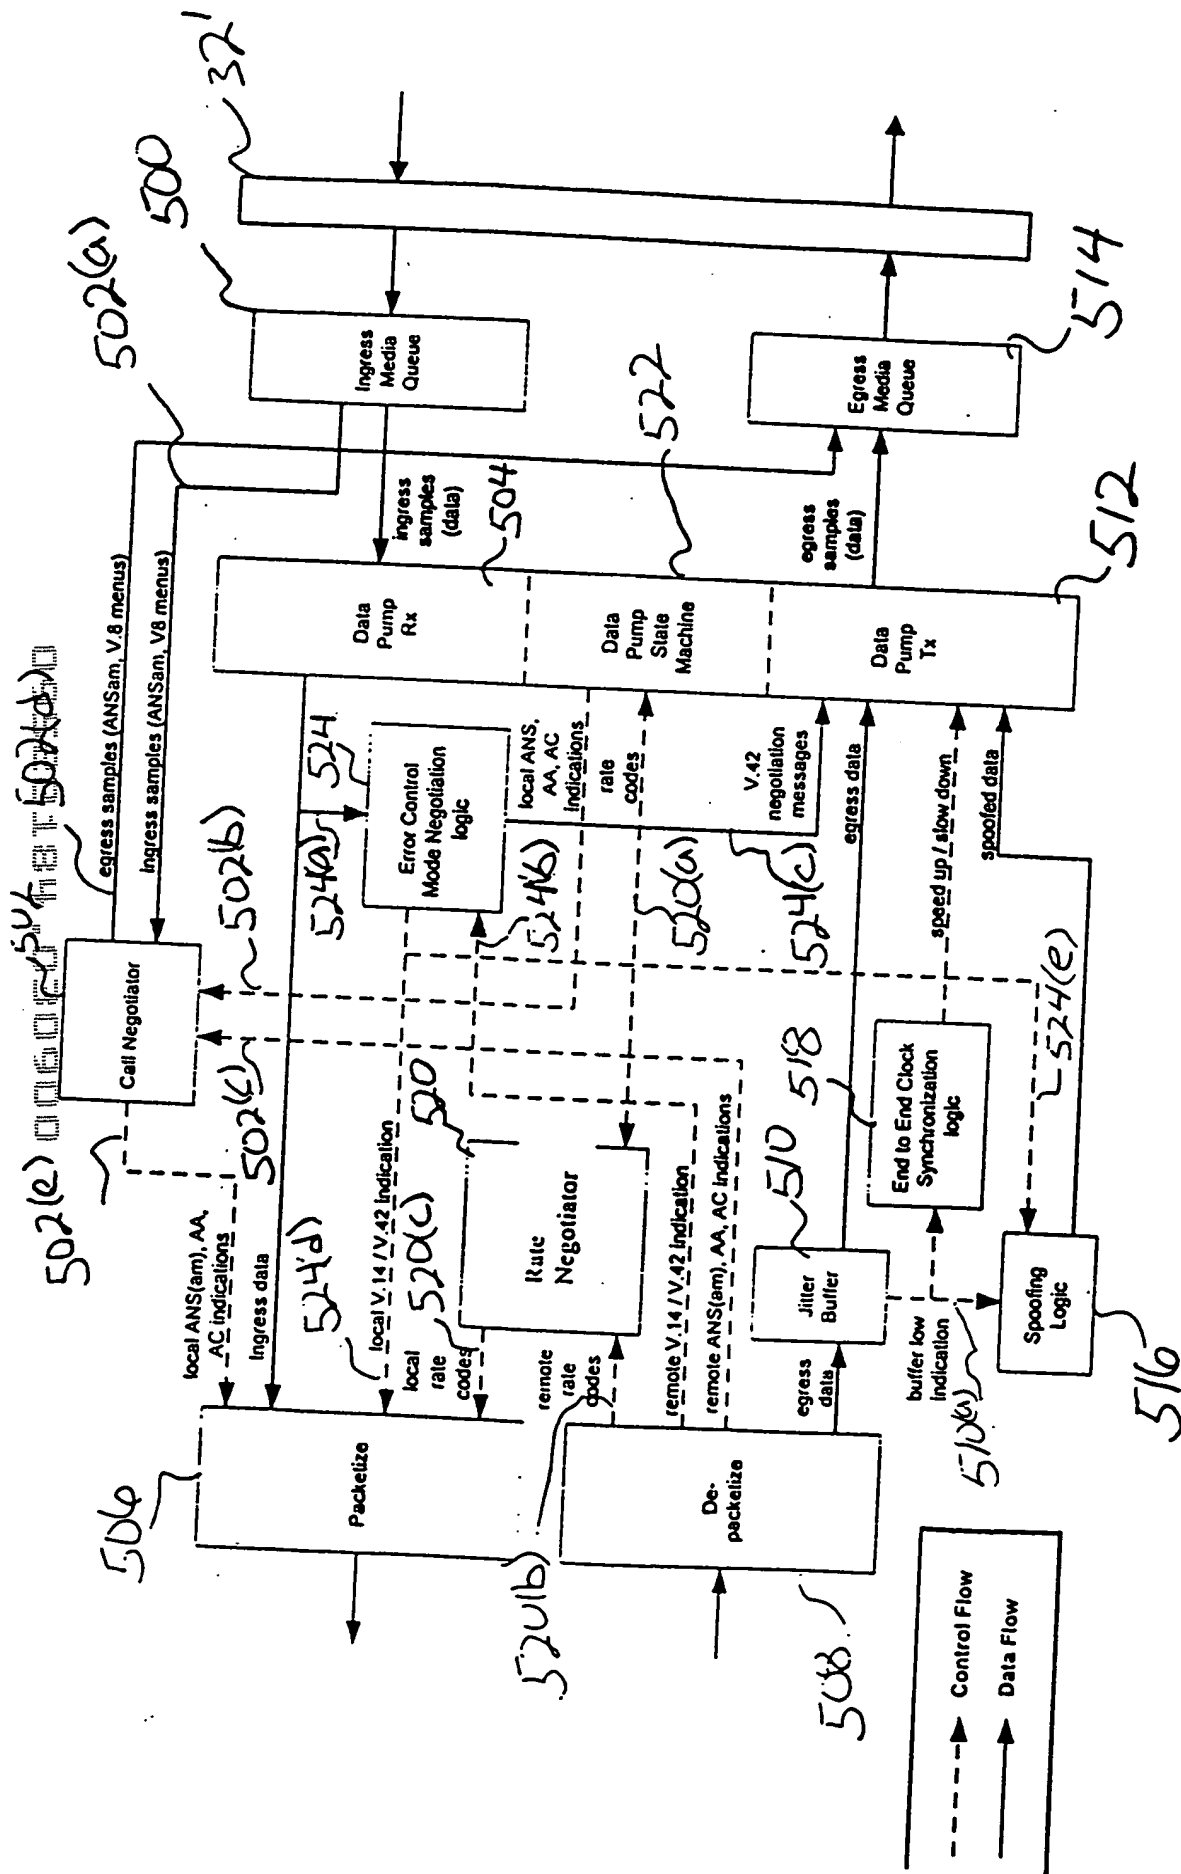 32'
500
502(a)
502
502(d)
502(e)
egress samples (ANSam, V.8 menus)
Ingress samples (ANSam, V8 menus)
Call Negotiator
502(b)
502(c)
Ingress
Media
Queue
ingress
samples
(data)
504
522
514
Egress
Media
Queue
egress
samples
(data)
512
Data
Pump
Rx
Data
Pump
State
Machine
Data
Pump
Tx
524
524(a)
Error Control
Mode Negotiation
logic
524(b)
local ANS,
AA, AC
Indications
rate
codes
520(a)
V.42
negotiation
messages
524(c)
egress data
speed up / slow down
spoofed data
local ANS(am), AA,
AC indications
Ingress data
524(d)
local V.14 / V.42 Indication
520(c)
local
rate
codes
520
Rute
Negotiator
remote
rate
codes
520(b)
remote V.14 / V.42 Indication
remote ANS(am), AA, AC Indications
egress
data
510
Jitter
Buffer
518
End to End Clock
Synchronization
logic
524(e)
buffer low
Indication
510(a)
Spoofing
Logic
516
506
Packetize
De-
packetize
508
Control Flow
Data Flow